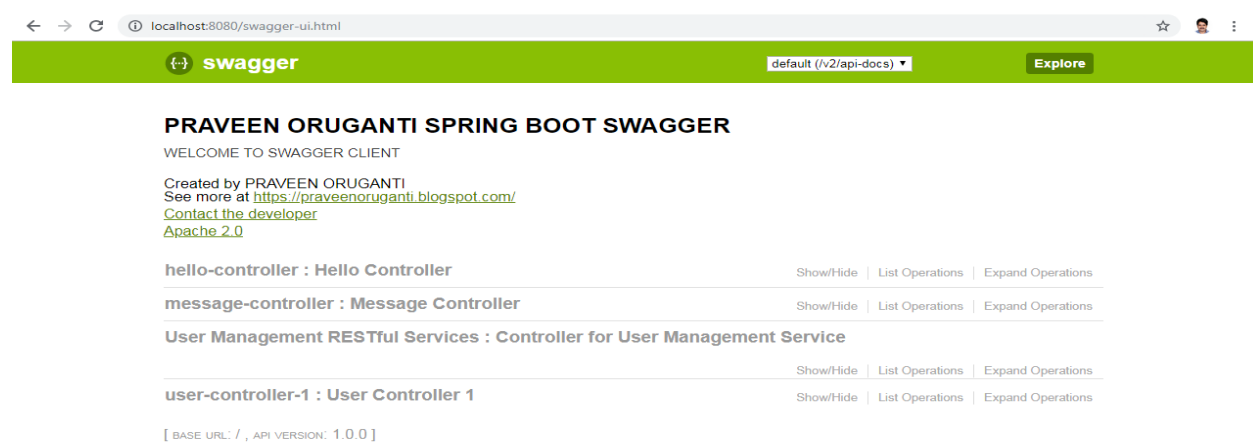 localhost:8080/swagger-ui.html
swagger default (/v2/api-docs) Explore
PRAVEEN ORUGANTI SPRING BOOT SWAGGER
WELCOME TO SWAGGER CLIENT
Created by PRAVEEN ORUGANTI
See more at https://praveenoruganti.blogspot.com/
Contact the developer
Apache 2.0
hello-controller : Hello Controller Show/Hide List Operations Expand Operations
message-controller : Message Controller Show/Hide List Operations Expand Operations
User Management RESTful Services : Controller for User Management Service
Show/Hide List Operations Expand Operations
user-controller-1 : User Controller 1 Show/Hide List Operations Expand Operations
[ BASE URL: / , API VERSION: 1.0.0 ]